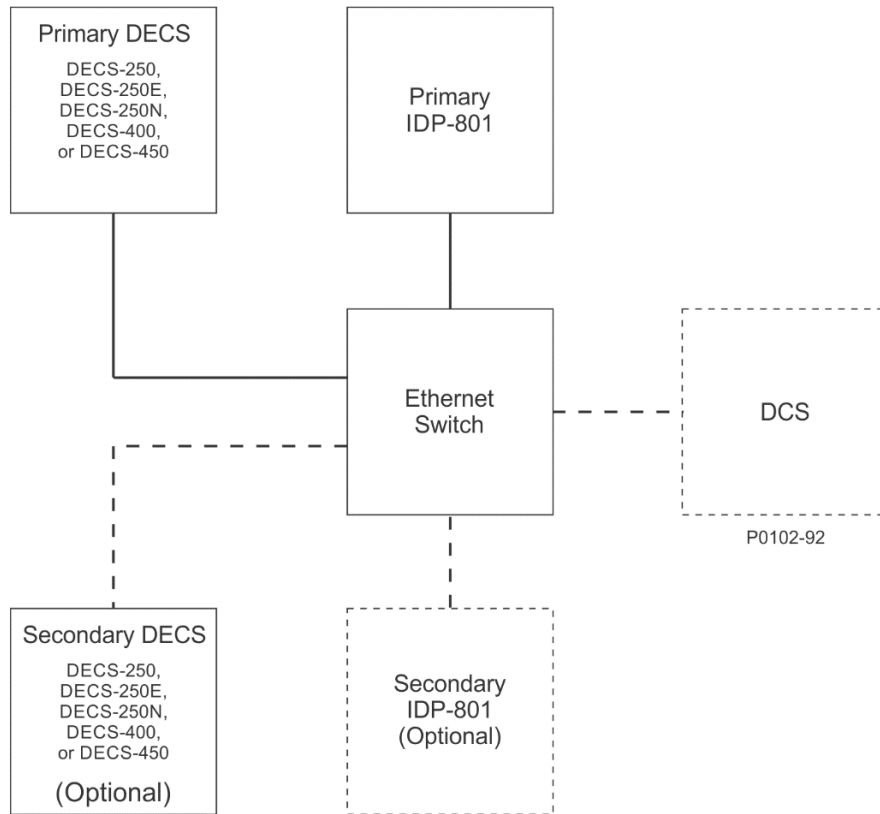 Primary DECS
DECS-250,
DECS-250E,
DECS-250N,
DECS-400,
or DECS-450
Primary
IDP-801
Ethernet
Switch
DCS
P0102-92
Secondary DECS
DECS-250,
DECS-250E,
DECS-250N,
DECS-400,
or DECS-450
(Optional)
Secondary
IDP-801
(Optional)